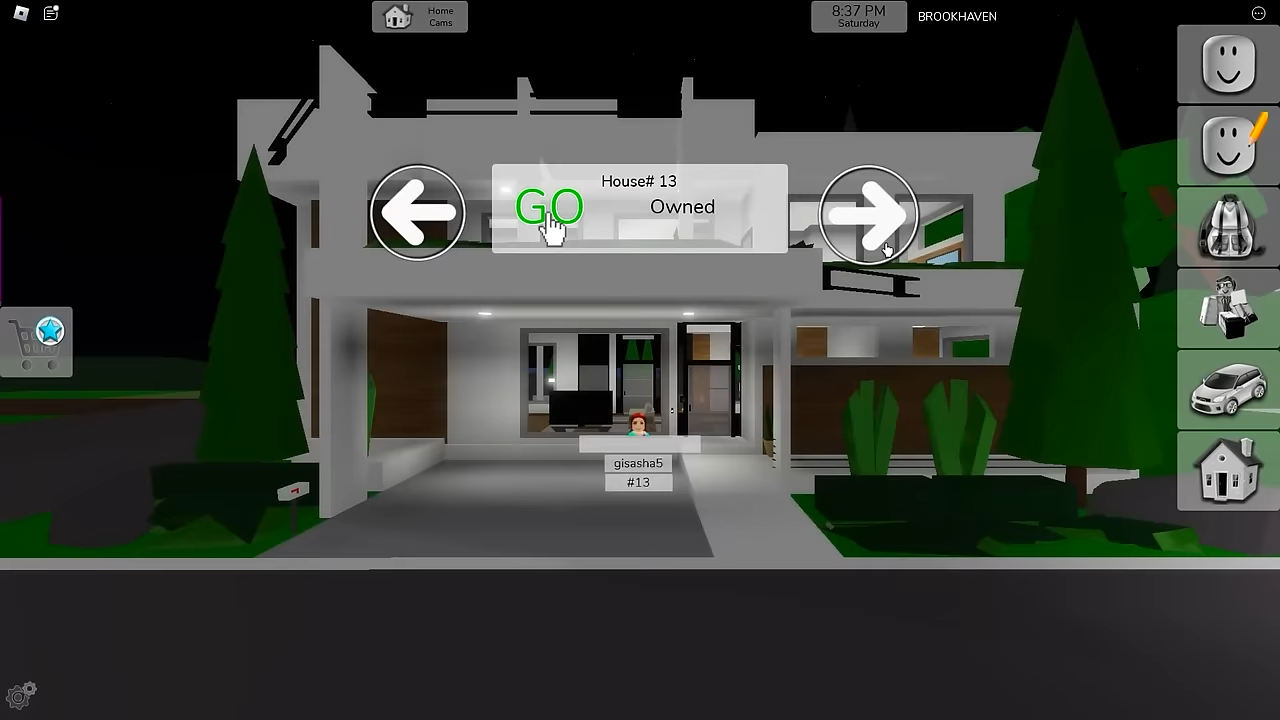 Home
Cams
8:37 PM
Saturday
BROOKHAVEN
House# 13
GO
Owned
gisasha5
#13